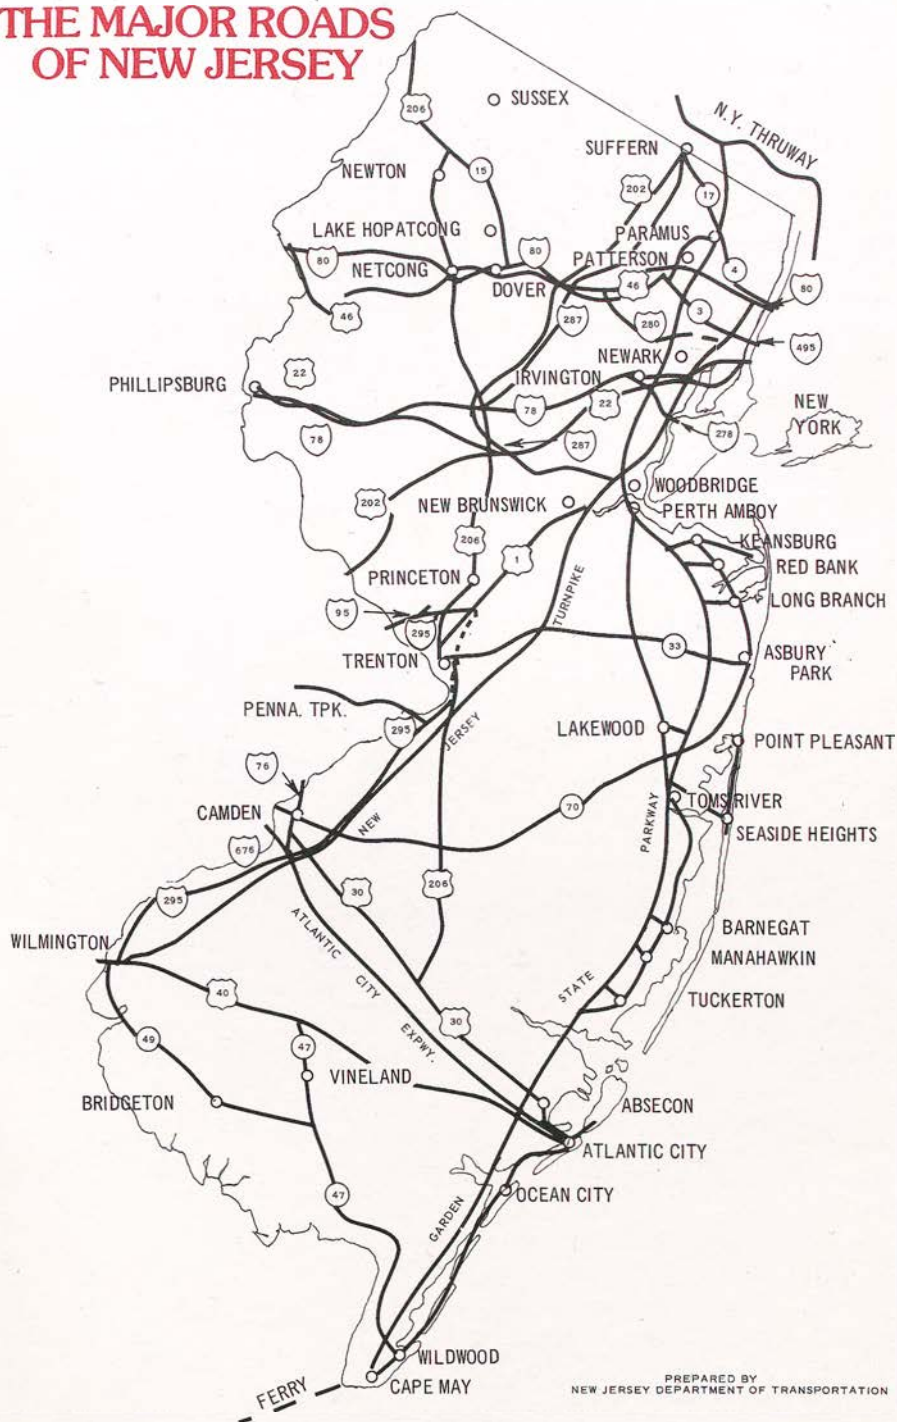 THE MAJOR ROADS
OF NEW JERSEY
206
SUSSEX
N.Y. THRUWAY
SUFFERN
NEWTON
15
202
17
LAKE HOPATCONG
PARAMUS
80
NETCONG
80
PATTERSON
4
DOVER
46
80
46
287
280
3
495
NEWARK
22
IRVINGTON
PHILLIPSBURG
78
22
NEW
YORK
78
287
278
WOODBRIDGE
202
NEW BRUNSWICK
PERTH AMBOY
206
1
KEANSBURG
RED BANK
PRINCETON
TURNPIKE
LONG BRANCH
95
295
33
TRENTON
ASBURY
PARK
PENNA. TPK.
295
JERSEY
LAKEWOOD
POINT PLEASANT
76
CAMDEN
NEW
70
TOMS RIVER
PARKWAY
SEASIDE HEIGHTS
676
295
30
206
ATLANTIC
CITY
EXPWY.
BARNEGAT
WILMINGTON
MANAHAWKIN
40
STATE
TUCKERTON
30
49
47
VINELAND
BRIDGETON
ABSECON
ATLANTIC CITY
47
OCEAN CITY
GARDEN
WILDWOOD
CAPE MAY
FERRY
PREPARED BY
NEW JERSEY DEPARTMENT OF TRANSPORTATION